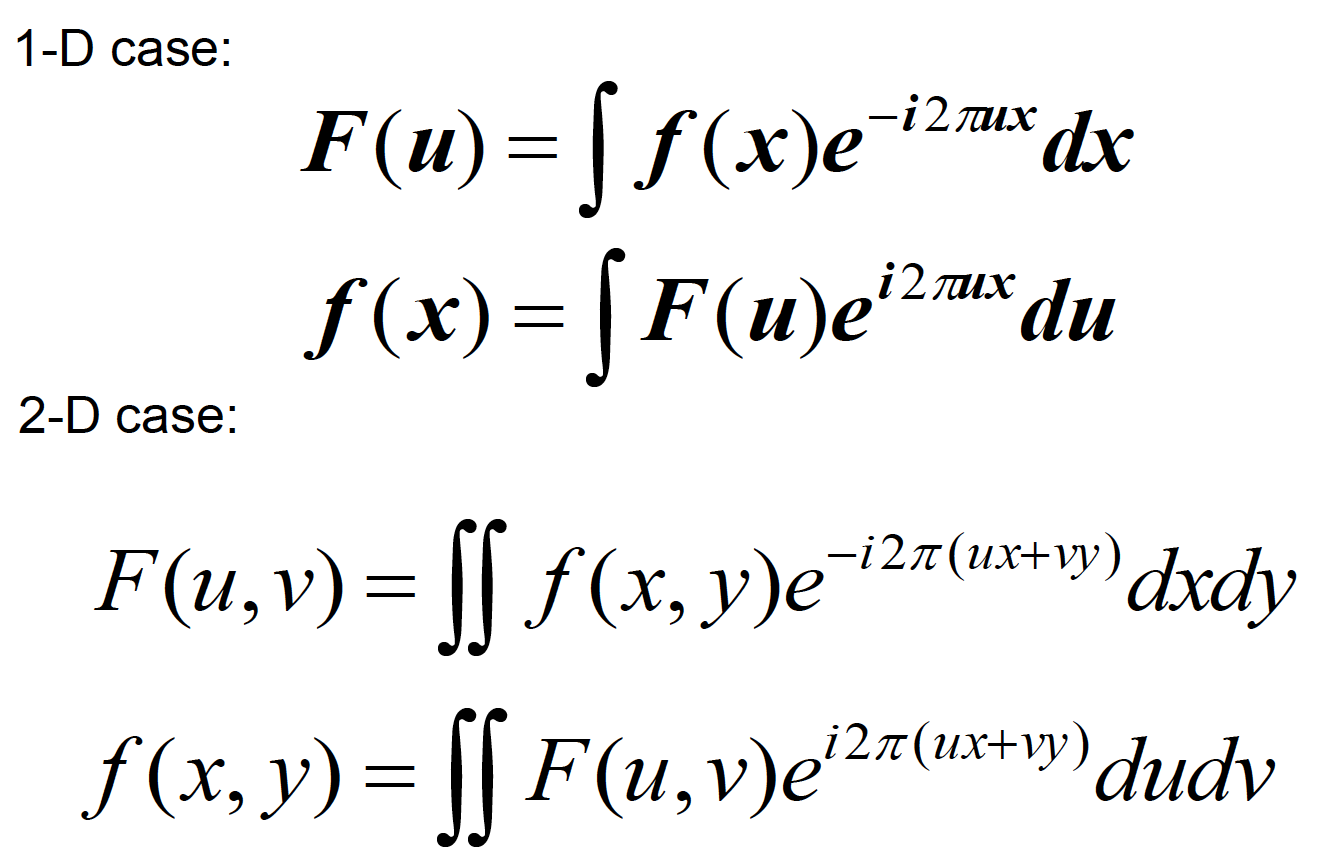 1-D case:
F(u) = ∫ f(x)e^{-i2πux} dx
f(x) = ∫ F(u)e^{i2πux} du
2-D case:
F(u,v) = ∬ f(x,y)e^{-i2π(ux+vy)} dxdy
f(x,y) = ∬ F(u,v)e^{i2π(ux+vy)} dudv